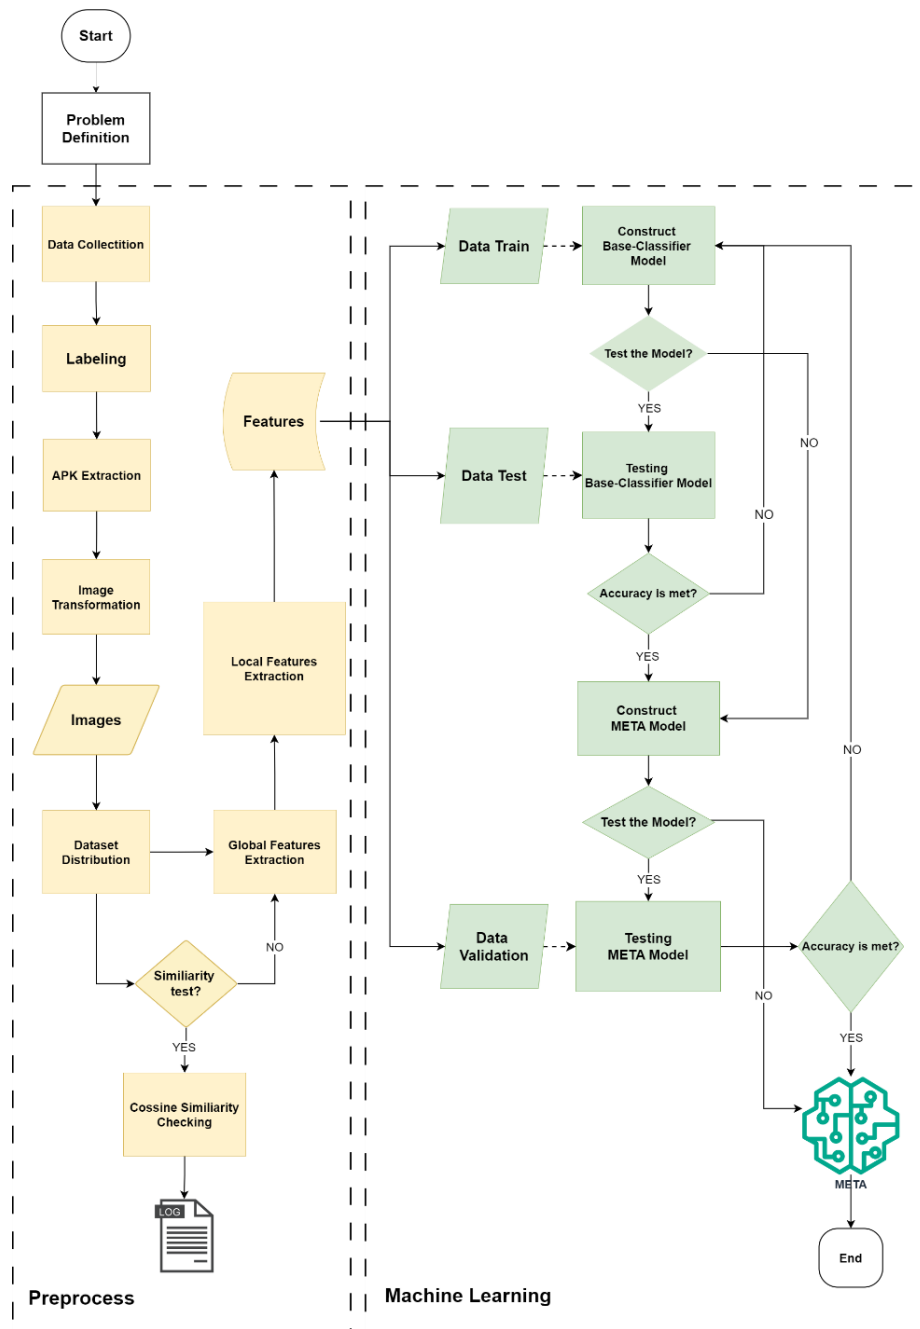 Start
Problem
Definition
Data Collectition
Labeling
APK Extraction
Image
Transformation
Images
Dataset
Distribution
Similiarity
test?
YES
NO
Cossine Similiarity
Checking
LOG
Global Features
Extraction
Local Features
Extraction
Features
Preprocess
Data Train
Construct
Base-Classifier
Model
Test the Model?
YES
NO
Data Test
Testing
Base-Classifier Model
NO
Accuracy is met?
YES
Construct
META Model
NO
Test the Model?
YES
Data
Validation
Testing
META Model
Accuracy is met?
NO
YES
META
End
Machine Learning